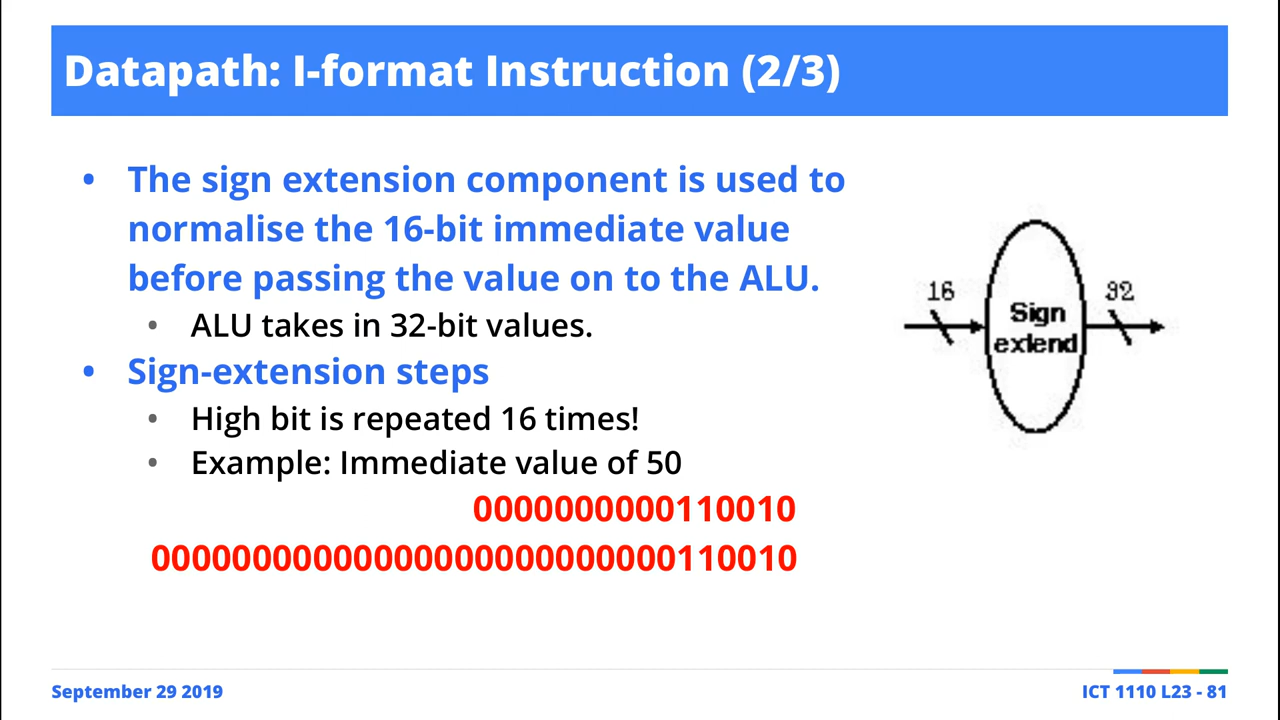 Datapath: I-format Instruction (2/3)
• The sign extension component is used to
normalise the 16-bit immediate value
before passing the value on to the ALU.
• ALU takes in 32-bit values.
• Sign-extension steps
• High bit is repeated 16 times!
• Example: Immediate value of 50
0000000000110010
00000000000000000000000000110010
16
32
Sign
extend
September 29 2019
ICT 1110 L23 - 81